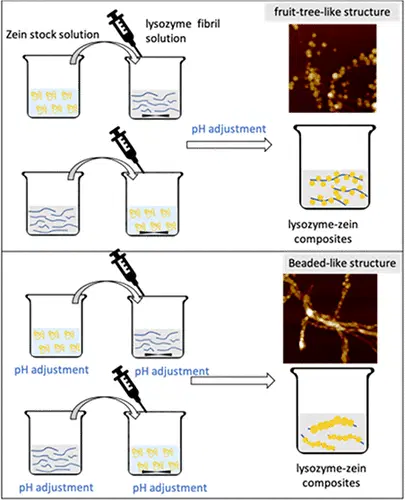 Zein stock solution
lysozyme fibril
solution
fruit-tree-like structure
pH adjustment
lysozyme-zein
composites
Beaded-like structure
pH adjustment
pH adjustment
pH adjustment
pH adjustment
lysozyme-zein
composites